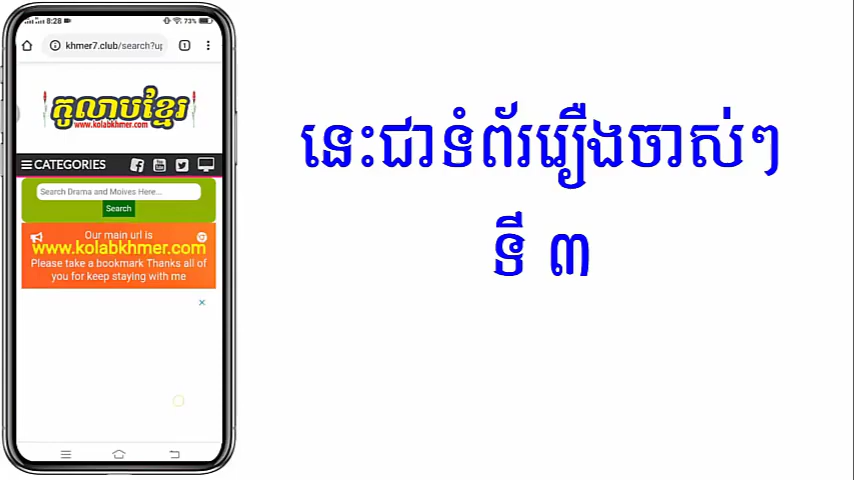 8:28
73%
khmer7.club/search?up
1
កូលាបខ្មែរ
www.kolabkhmer.com
CATEGORIES
Search Drama and Moives Here...
Search
Our main url is
www.kolabkhmer.com
Please take a bookmark Thanks all of
you for keep staying with me
នេះជាទំព័ររឿងចាស់ៗ
ទី ៣